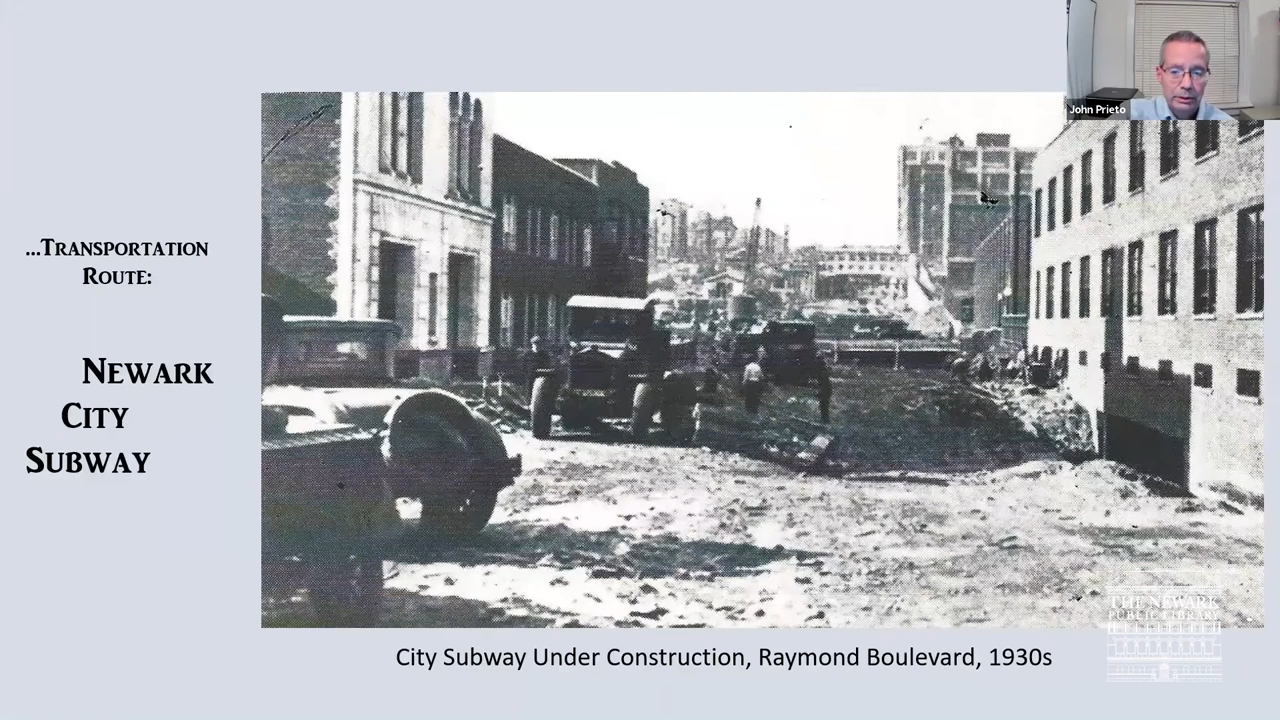 ...Transportation
Route:
Newark
City
Subway
John Prieto
City Subway Under Construction, Raymond Boulevard, 1930s
THE NEWARK
PUBLIC LIBRARY